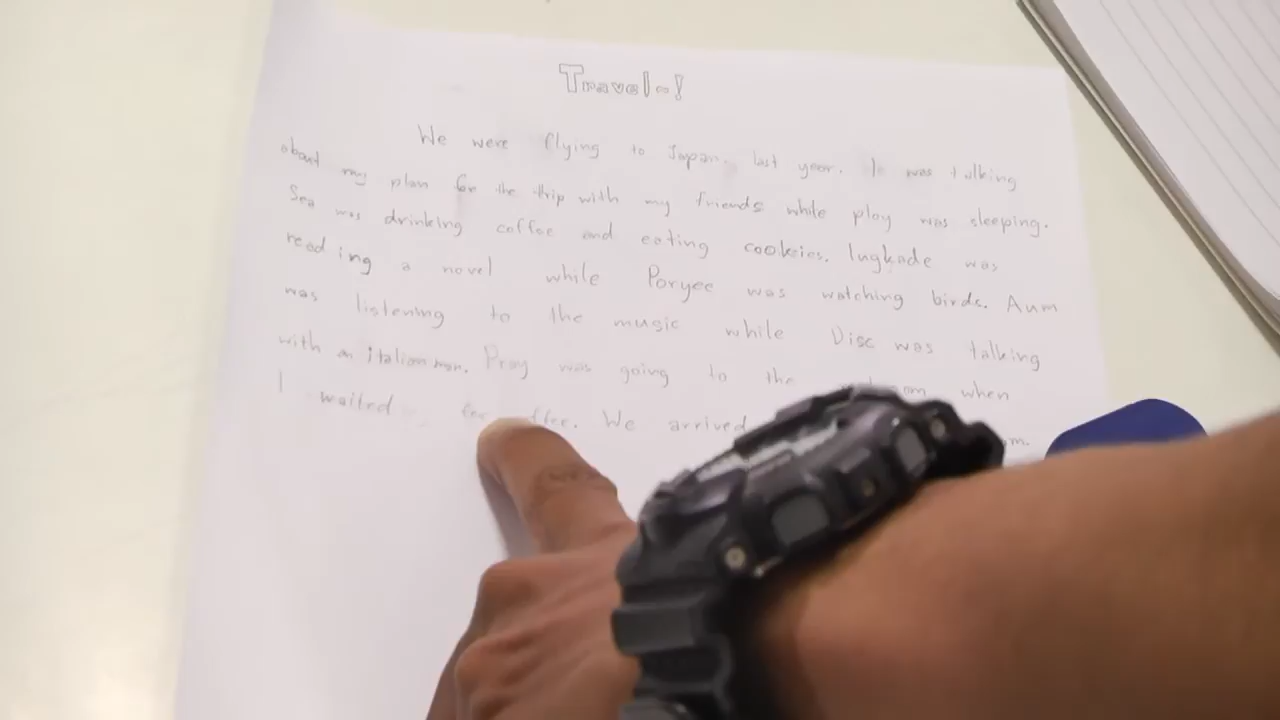 Travel~!
We were flying to Japan. last year. I was talking
about my plan for the trip with my friends while ploy was sleeping.
Sea was drinking coffee and eating cookies. lugkade was
reading a novel while Poryee was watching birds. Aum
was listening to the music while Disc was talking
with an italian man. Prag was going to the when
I waited for We arrived